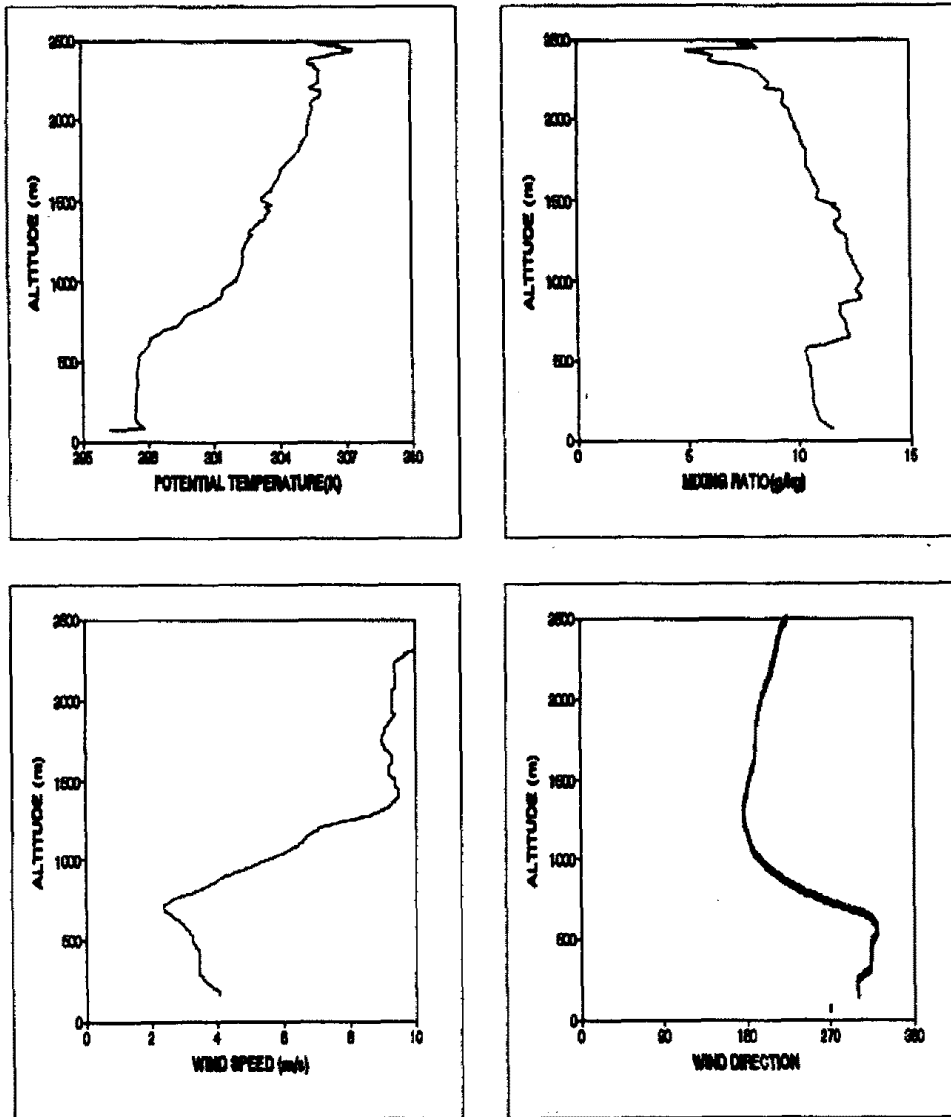 2500
2000
1500
1000
500
0
ALTITUDE (m)
295 298 301 304 307 310
POTENTIAL TEMPERATURE(K)
2500
2000
1500
1000
500
0
ALTITUDE (m)
0 5 10 15
MIXING RATIO(g/kg)
2500
2000
1500
1000
500
0
ALTITUDE (m)
0 2 4 6 8 10
WIND SPEED (m/s)
2500
2000
1500
1000
500
0
ALTITUDE (m)
0 90 180 270 360
WIND DIRECTION